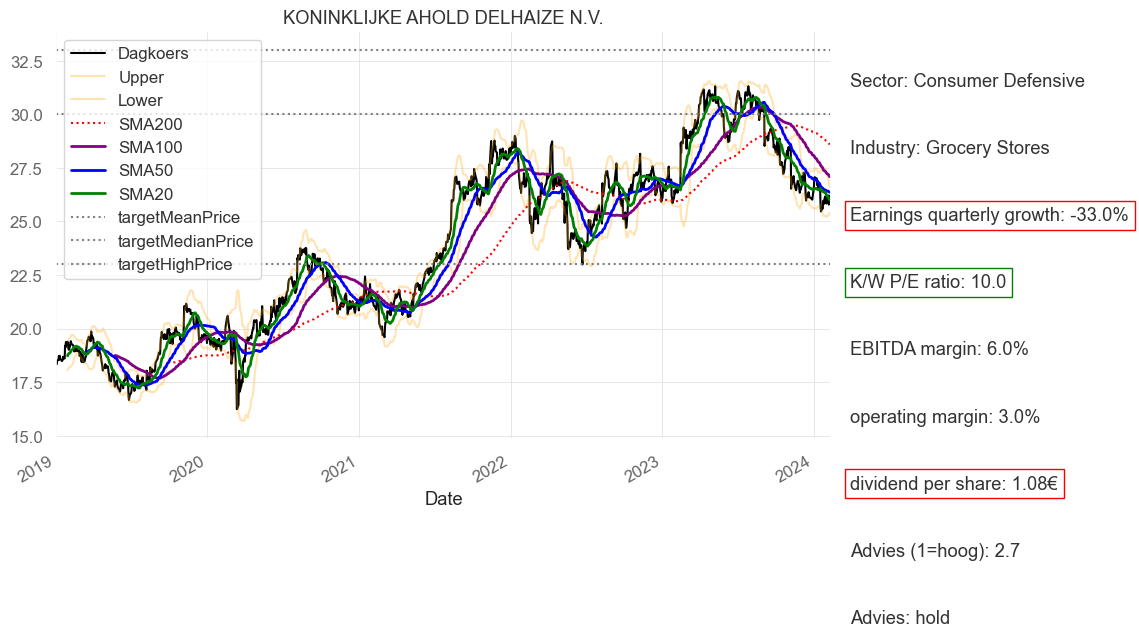 KONINKLIJKE AHOLD DELHAIZE N.V.
Dagkoers
Upper
Lower
SMA200
SMA100
SMA50
SMA20
targetMeanPrice
targetMedianPrice
targetHighPrice
32.5
30.0
27.5
25.0
22.5
20.0
17.5
15.0
2019
2020
2021
2022
2023
2024
Date
Sector: Consumer Defensive
Industry: Grocery Stores
Earnings quarterly growth: -33.0%
K/W P/E ratio: 10.0
EBITDA margin: 6.0%
operating margin: 3.0%
dividend per share: 1.08€
Advies (1=hoog): 2.7
Advies: hold